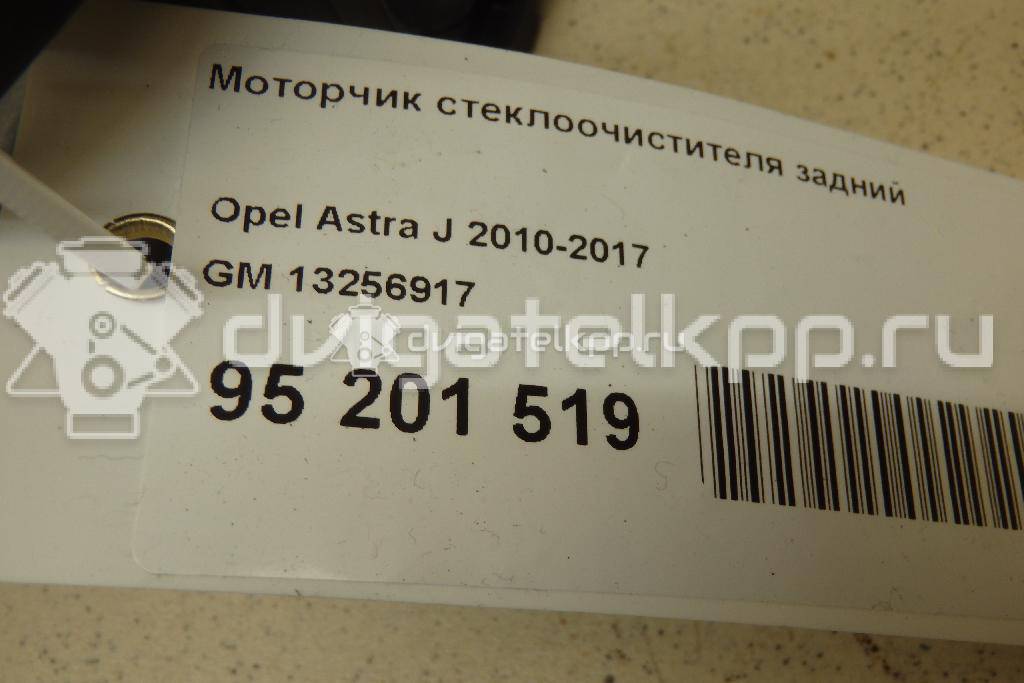 Моторчик стеклоочистителя задний
Opel Astra J 2010-2017
GM 13256917
dvigatelkpp.ru
dvigatelkpp.ru
95 201 519